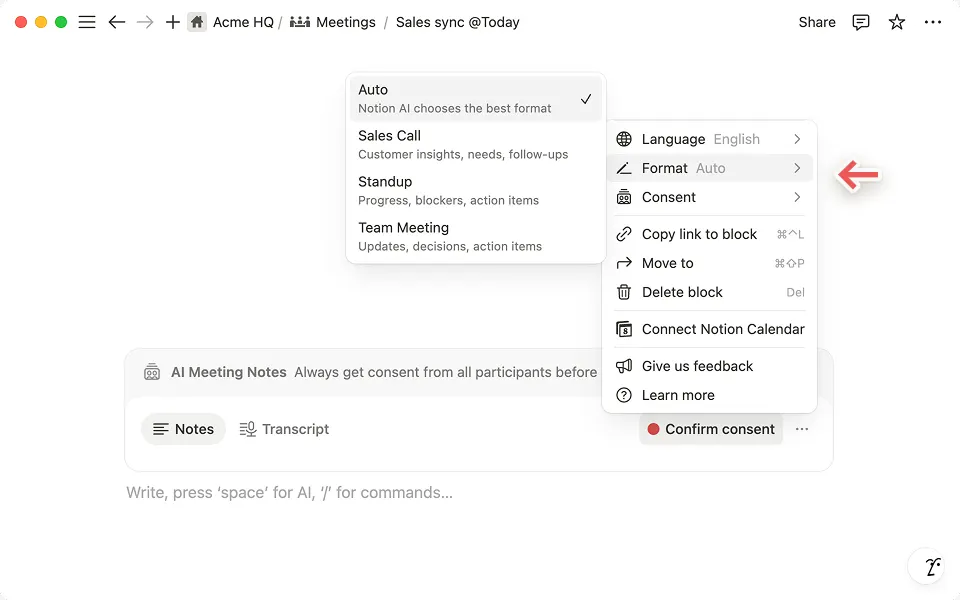 Acme HQ / Meetings / Sales sync @Today
Share
Auto
Notion AI chooses the best format
Sales Call
Customer insights, needs, follow-ups
Standup
Progress, blockers, action items
Team Meeting
Updates, decisions, action items
Language English
Format Auto
Consent
Copy link to block ⌘^L
Move to ⌘⇧P
Delete block Del
Connect Notion Calendar
Give us feedback
Learn more
AI Meeting Notes Always get consent from all participants before
Notes
Transcript
Confirm consent
Write, press ‘space’ for AI, ‘/’ for commands...